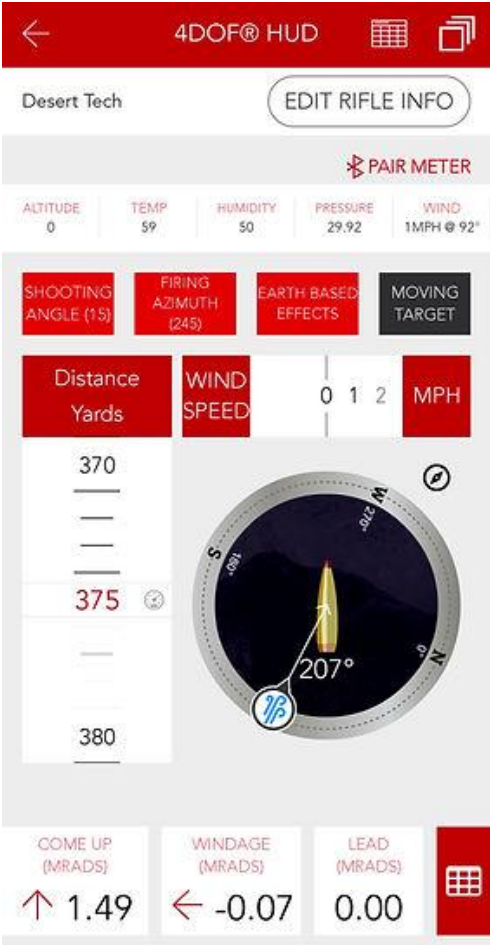 4DOF® HUD
Desert Tech
EDIT RIFLE INFO
PAIR METER
ALTITUDE TEMP HUMIDITY PRESSURE WIND
0 59 50 29.92 1MPH @ 92°
SHOOTING ANGLE (15)
FIRING AZIMUTH (245)
EARTH BASED EFFECTS
MOVING TARGET
Distance Yards
WIND SPEED
0 1 2
MPH
370
375
380
W
270°
S
180°
N
0°
207°
COME UP (MRADS)
1.49
WINDAGE (MRADS)
-0.07
LEAD (MRADS)
0.00